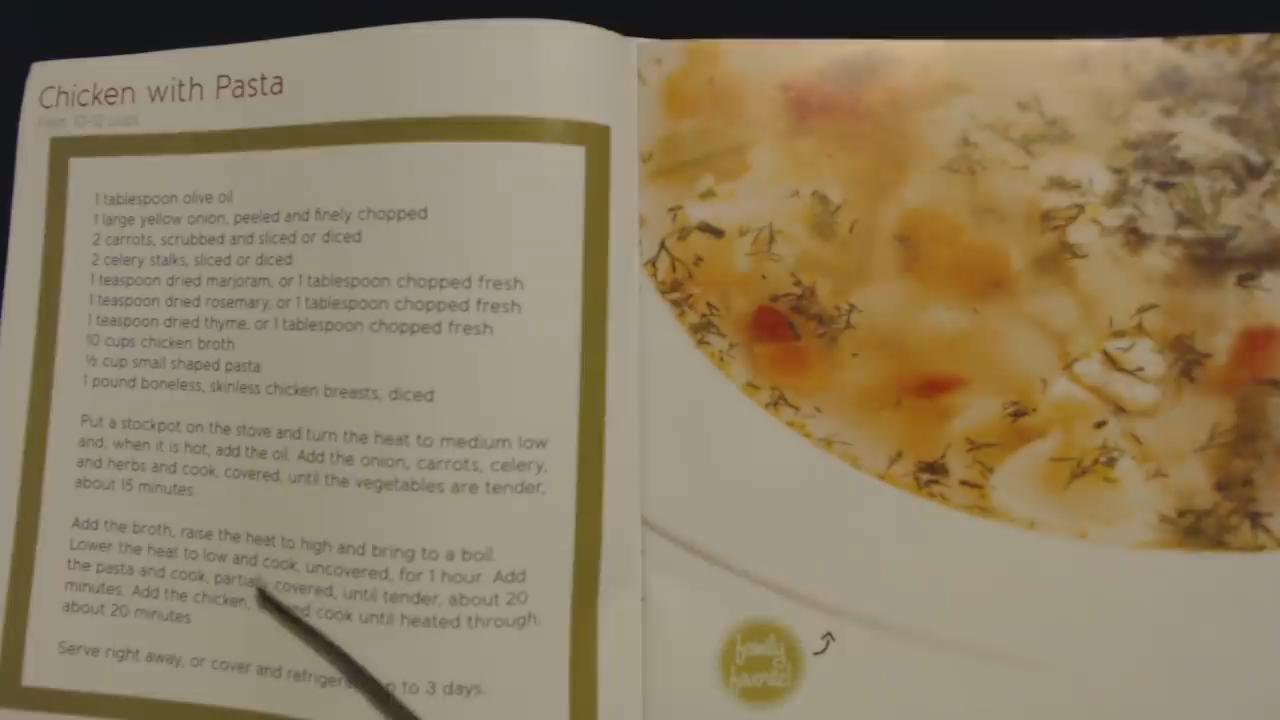 Chicken with Pasta
Makes 10-12 cups
1 tablespoon olive oil
1 large yellow onion, peeled and finely chopped
2 carrots, scrubbed and sliced or diced
2 celery stalks, sliced or diced
1 teaspoon dried marjoram, or 1 tablespoon chopped fresh
1 teaspoon dried rosemary, or 1 tablespoon chopped fresh
1 teaspoon dried thyme, or 1 tablespoon chopped fresh
10 cups chicken broth
½ cup small shaped pasta
1 pound boneless, skinless chicken breasts, diced
Put a stockpot on the stove and turn the heat to medium low
and, when it is hot, add the oil. Add the onion, carrots, celery,
and herbs and cook, covered, until the vegetables are tender,
about 15 minutes.
Add the broth, raise the heat to high and bring to a boil.
Lower the heat to low and cook, uncovered, for 1 hour. Add
the pasta and cook, partially covered, until tender, about 20
minutes. Add the chicken, and cook until heated through,
about 20 minutes.
Serve right away, or cover and refrigerate to 3 days.
family
favorite!